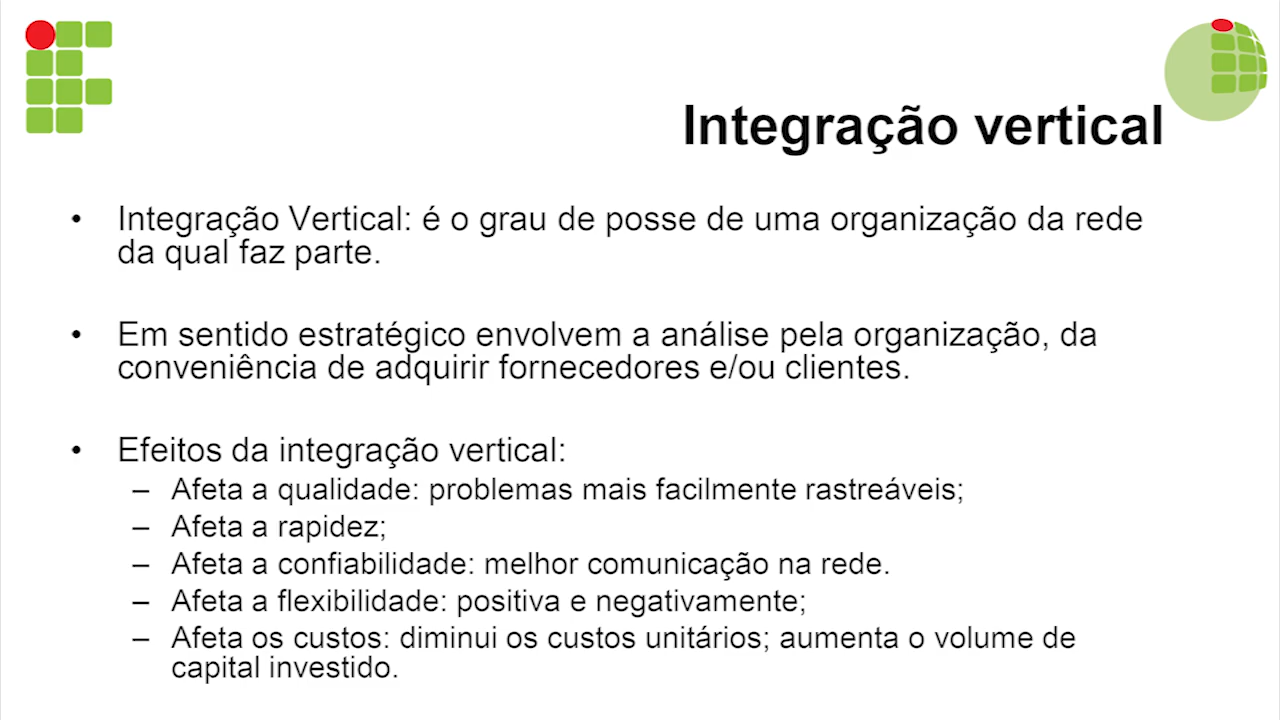 Integração vertical
• Integração Vertical: é o grau de posse de uma organização da rede
da qual faz parte.
• Em sentido estratégico envolvem a análise pela organização, da
conveniência de adquirir fornecedores e/ou clientes.
• Efeitos da integração vertical:
– Afeta a qualidade: problemas mais facilmente rastreáveis;
– Afeta a rapidez;
– Afeta a confiabilidade: melhor comunicação na rede.
– Afeta a flexibilidade: positiva e negativamente;
– Afeta os custos: diminui os custos unitários; aumenta o volume de
capital investido.